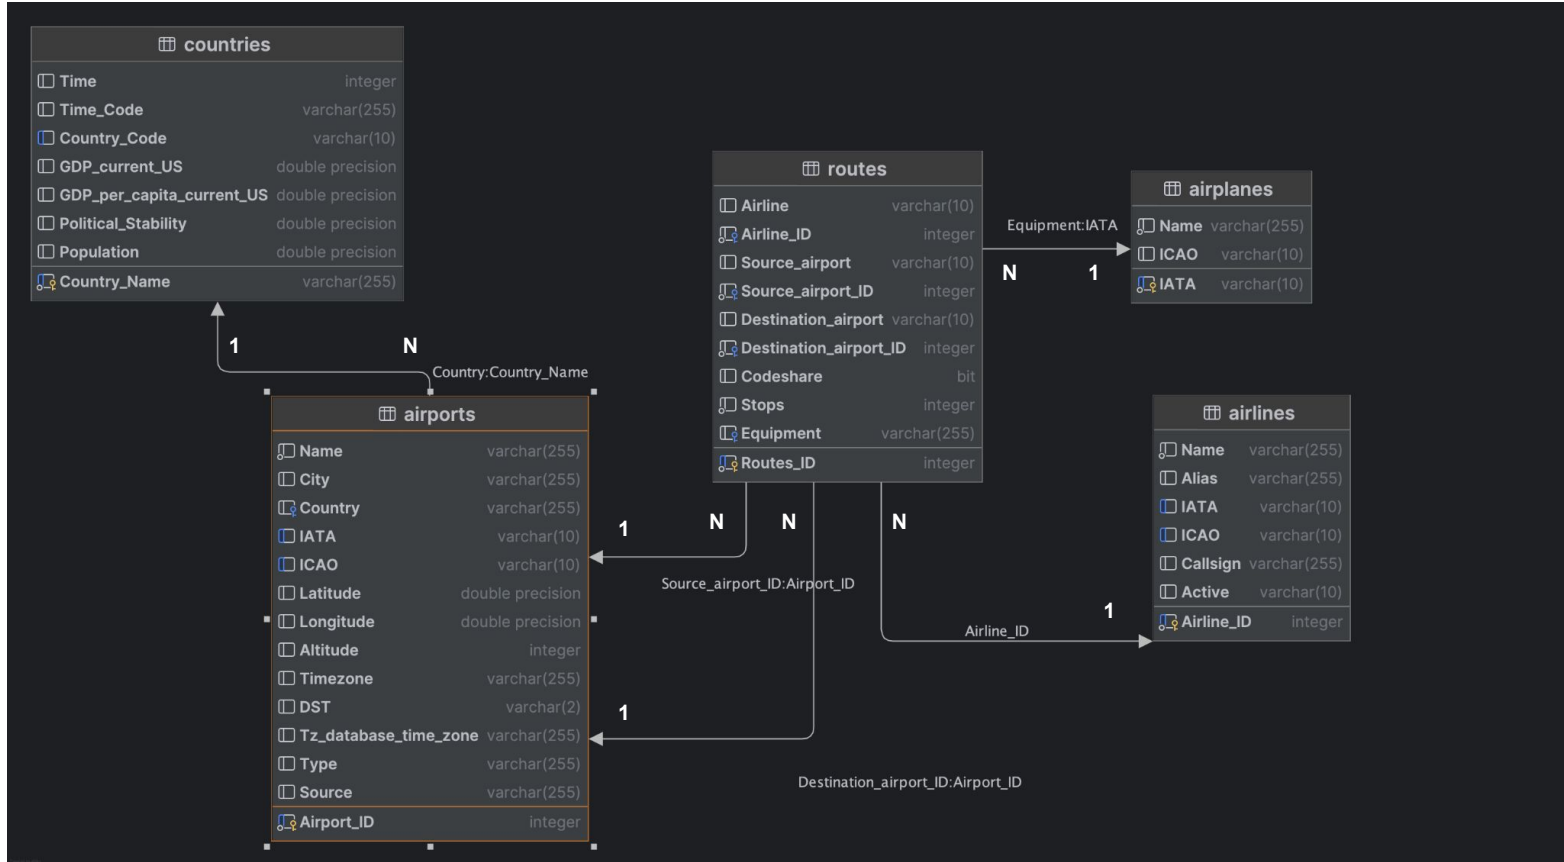 countries
Time integer
Time_Code varchar(255)
Country_Code varchar(10)
GDP_current_US double precision
GDP_per_capita_current_US double precision
Political_Stability double precision
Population double precision
Country_Name varchar(255)
1
N
Country:Country_Name
airports
Name varchar(255)
City varchar(255)
Country varchar(255)
IATA varchar(10)
ICAO varchar(10)
Latitude double precision
Longitude double precision
Altitude integer
Timezone varchar(255)
DST varchar(2)
Tz_database_time_zone varchar(255)
Type varchar(255)
Source varchar(255)
Airport_ID integer
routes
Airline varchar(10)
Airline_ID integer
Source_airport varchar(10)
Source_airport_ID integer
Destination_airport varchar(10)
Destination_airport_ID integer
Codeshare bit
Stops integer
Equipment varchar(255)
Routes_ID integer
Equipment:IATA
N
1
airplanes
Name varchar(255)
ICAO varchar(10)
IATA varchar(10)
N
N
N
1
Source_airport_ID:Airport_ID
1
Destination_airport_ID:Airport_ID
Airline_ID
1
airlines
Name varchar(255)
Alias varchar(255)
IATA varchar(10)
ICAO varchar(10)
Callsign varchar(255)
Active varchar(10)
Airline_ID integer